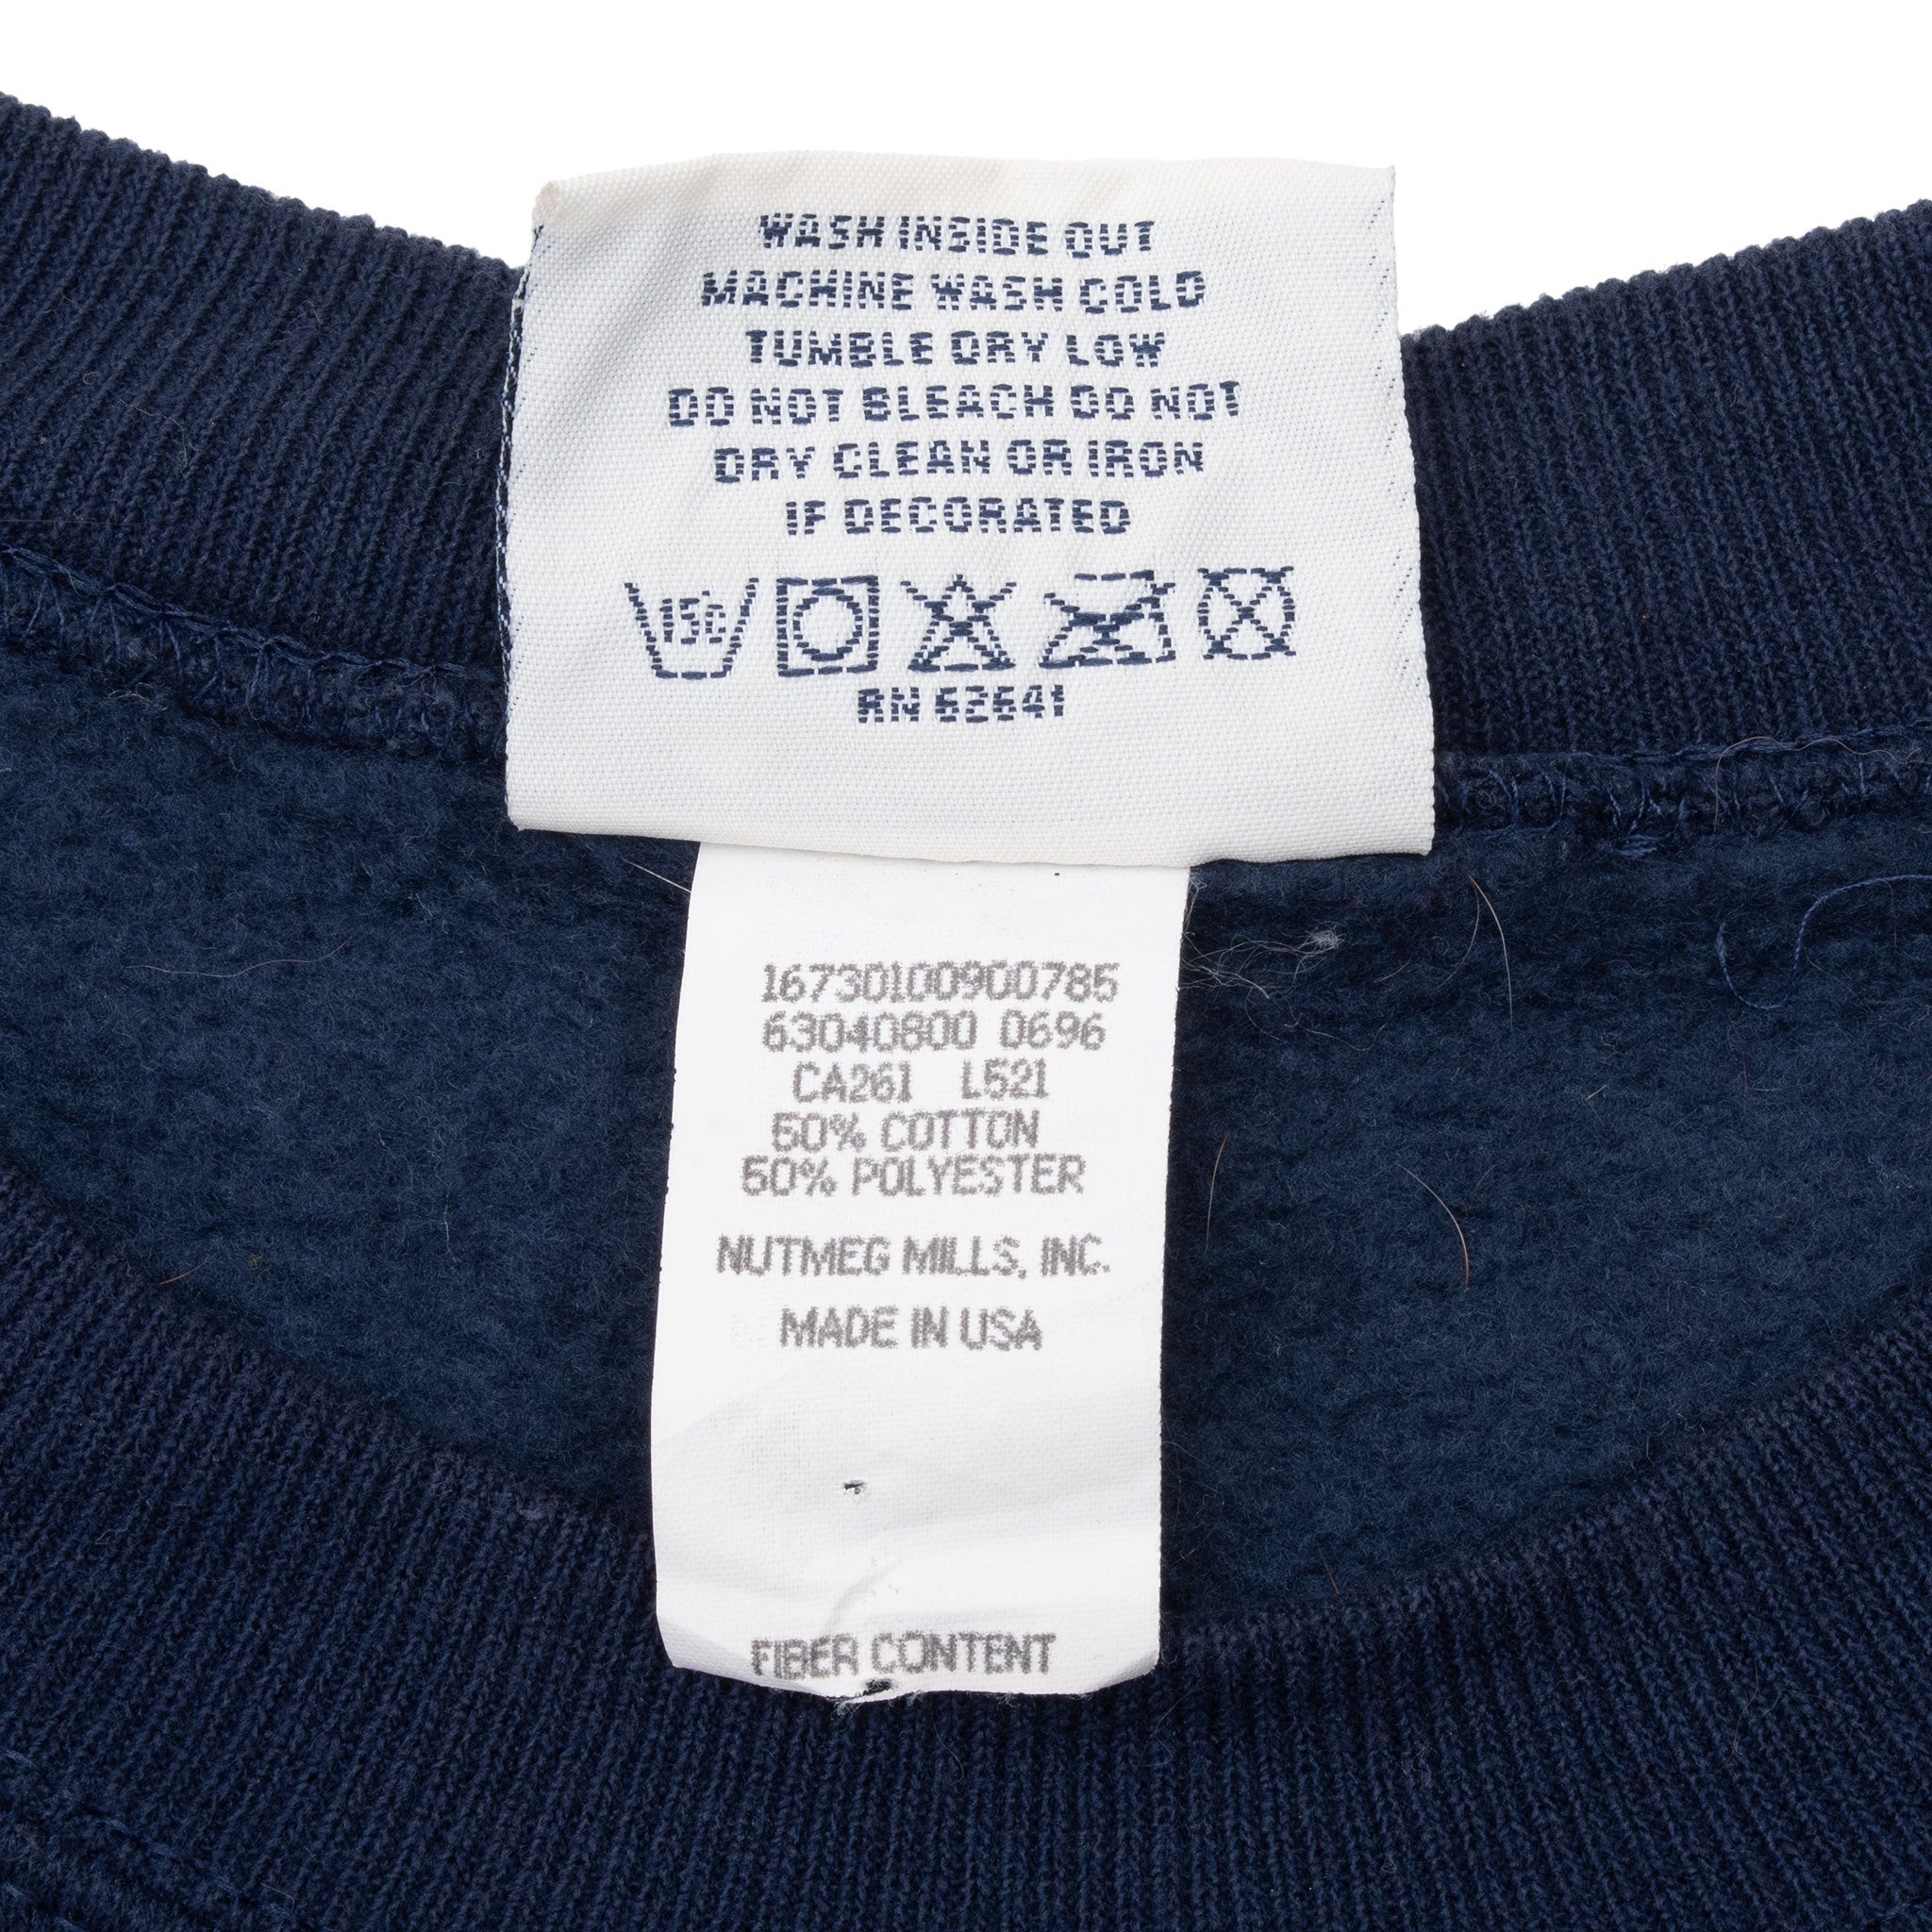 WASH INSIDE OUT
MACHINE WASH COLD
TUMBLE DRY LOW
DO NOT BLEACH DO NOT
DRY CLEAN OR IRON
IF DECORATED
15°C
RN 62641
16730100900785
63040800 0696
CA261 L521
50% COTTON
50% POLYESTER
NUTMEG MILLS, INC.
MADE IN USA
FIBER CONTENT